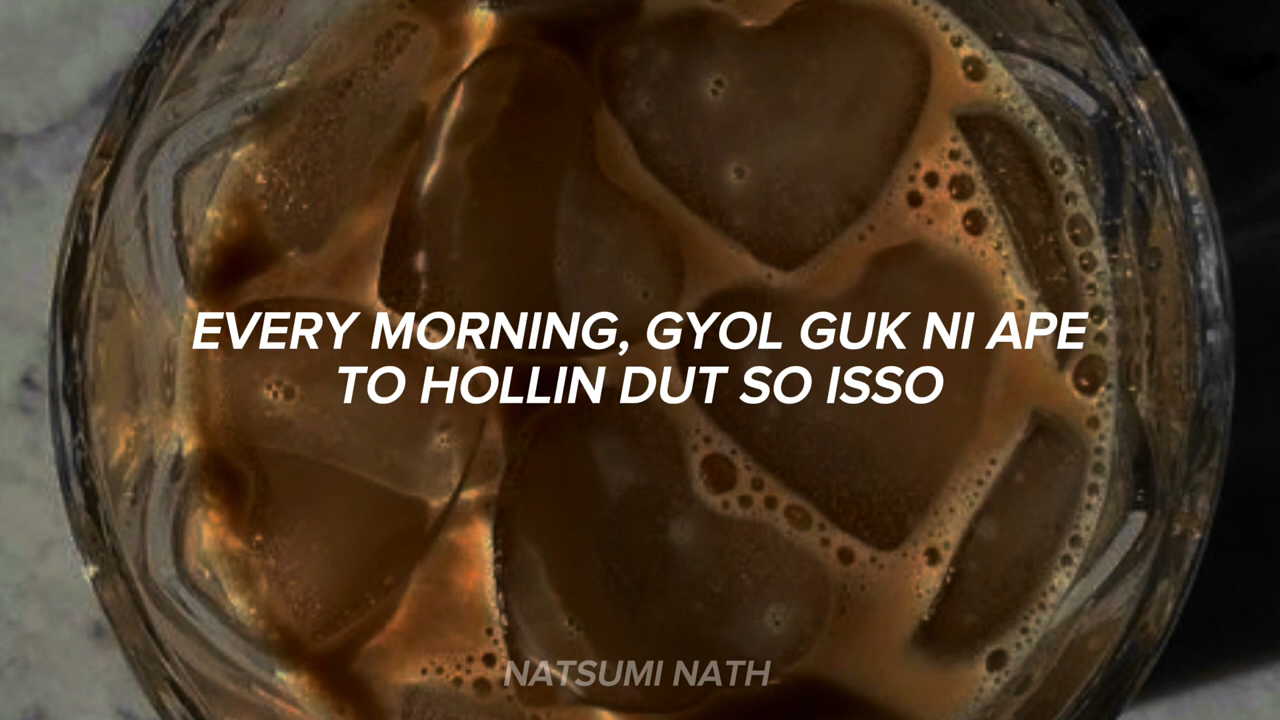 EVERY MORNING, GYOL GUK NI APE
TO HOLLIN DUT SO ISSO
NATSUMI NATH